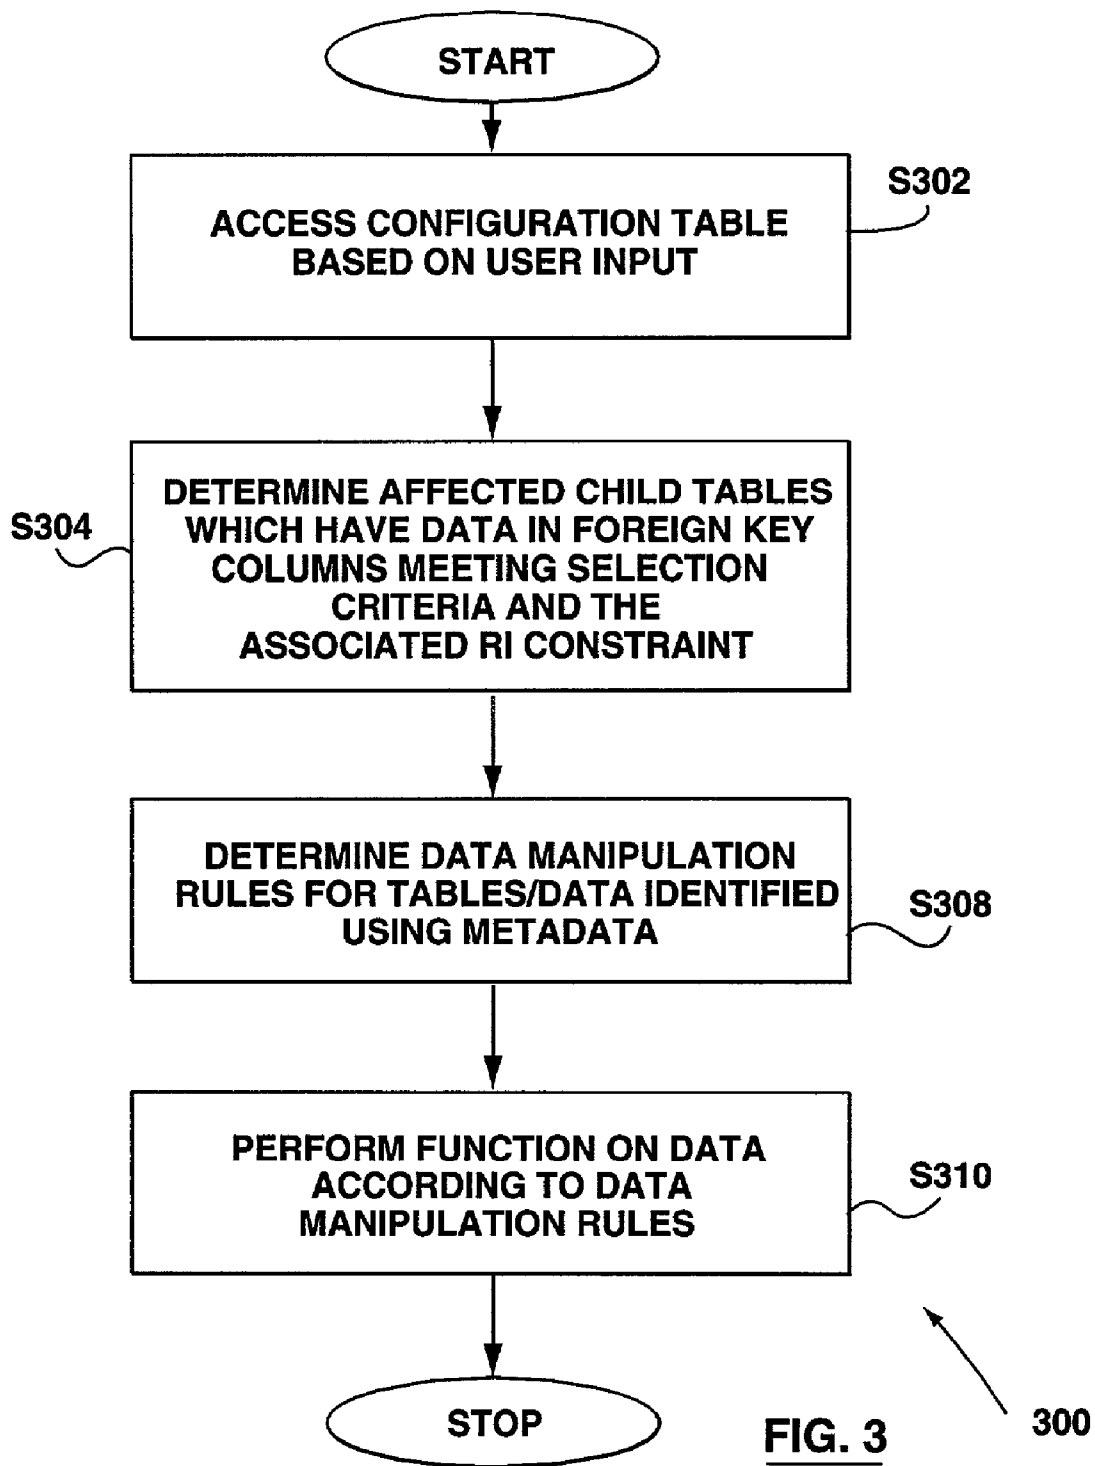 START
S302
ACCESS CONFIGURATION TABLE
BASED ON USER INPUT
S304
DETERMINE AFFECTED CHILD TABLES
WHICH HAVE DATA IN FOREIGN KEY
COLUMNS MEETING SELECTION
CRITERIA AND THE
ASSOCIATED RI CONSTRAINT
DETERMINE DATA MANIPULATION
RULES FOR TABLES/DATA IDENTIFIED
USING METADATA
S308
PERFORM FUNCTION ON DATA
ACCORDING TO DATA
MANIPULATION RULES
S310
STOP
FIG. 3
300